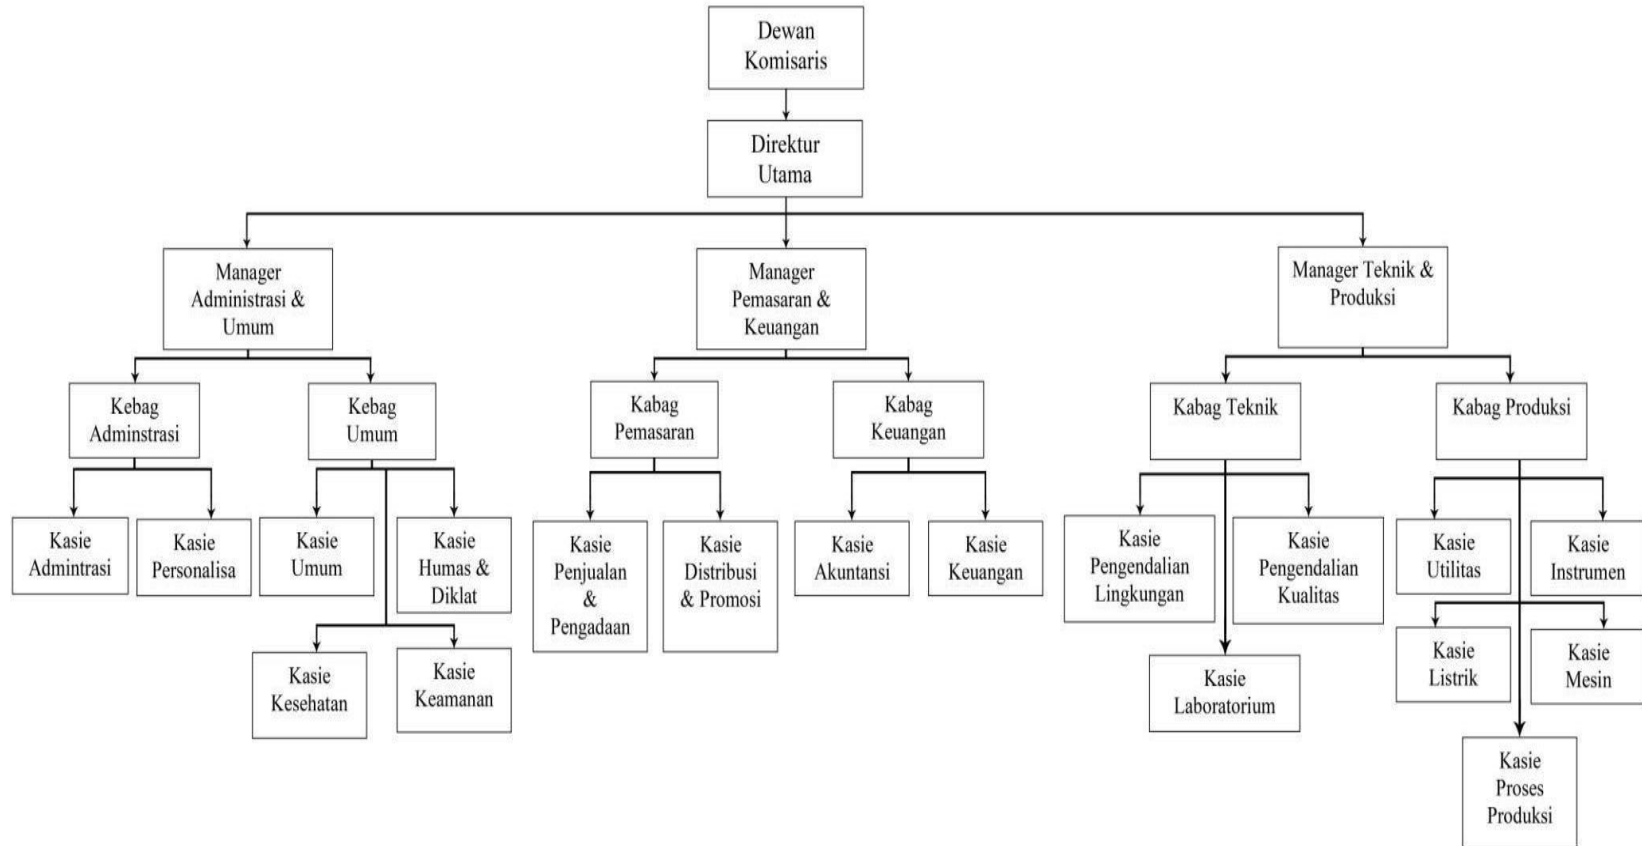 Dewan
Komisaris
Direktur
Utama
Manager
Administrasi &
Umum
Manager
Pemasaran &
Keuangan
Manager Teknik &
Produksi
Kebag
Adminstrasi
Kebag
Umum
Kabag
Pemasaran
Kabag
Keuangan
Kabag Teknik
Kabag Produksi
Kasie
Admintrasi
Kasie
Personalisa
Kasie
Umum
Kasie
Humas &
Diklat
Kasie
Penjualan
&
Pengadaan
Kasie
Distribusi
& Promosi
Kasie
Akuntansi
Kasie
Keuangan
Kasie
Pengendalian
Lingkungan
Kasie
Pengendalian
Kualitas
Kasie
Utilitas
Kasie
Instrumen
Kasie
Kesehatan
Kasie
Keamanan
Kasie
Laboratorium
Kasie
Listrik
Kasie
Mesin
Kasie
Proses
Produksi